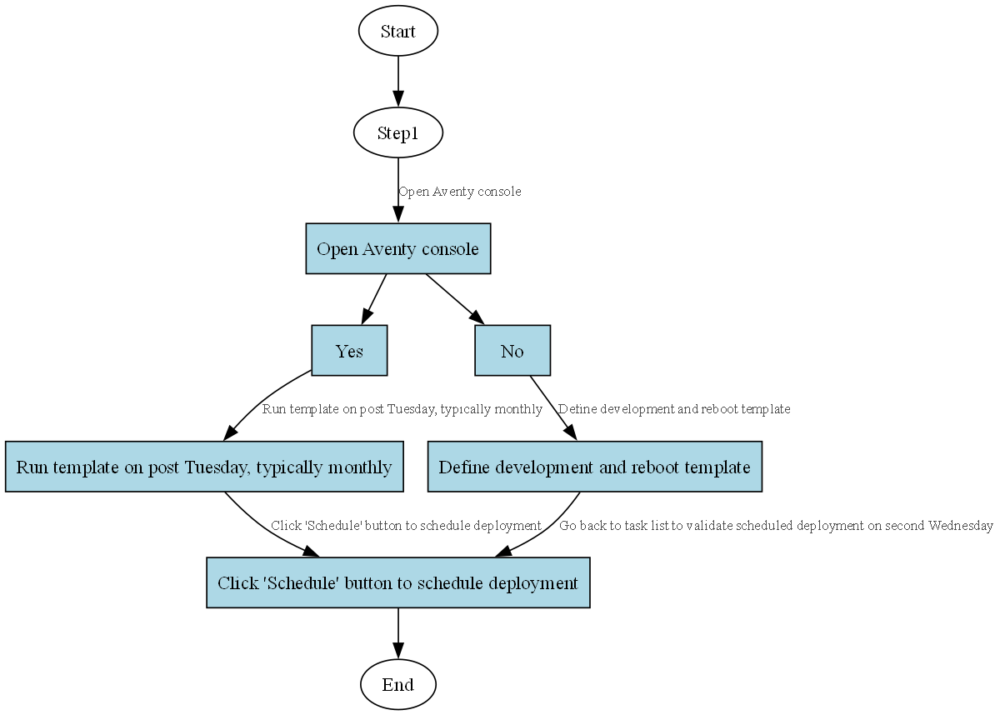 Start
Step1
Open Aventy console
Open Aventy console
Yes
No
Run template on post Tuesday, typically monthly
Define development and reboot template
Run template on post Tuesday, typically monthly
Define development and reboot template
Click 'Schedule' button to schedule deployment
Go back to task list to validate scheduled deployment on second Wednesday
Click 'Schedule' button to schedule deployment
End